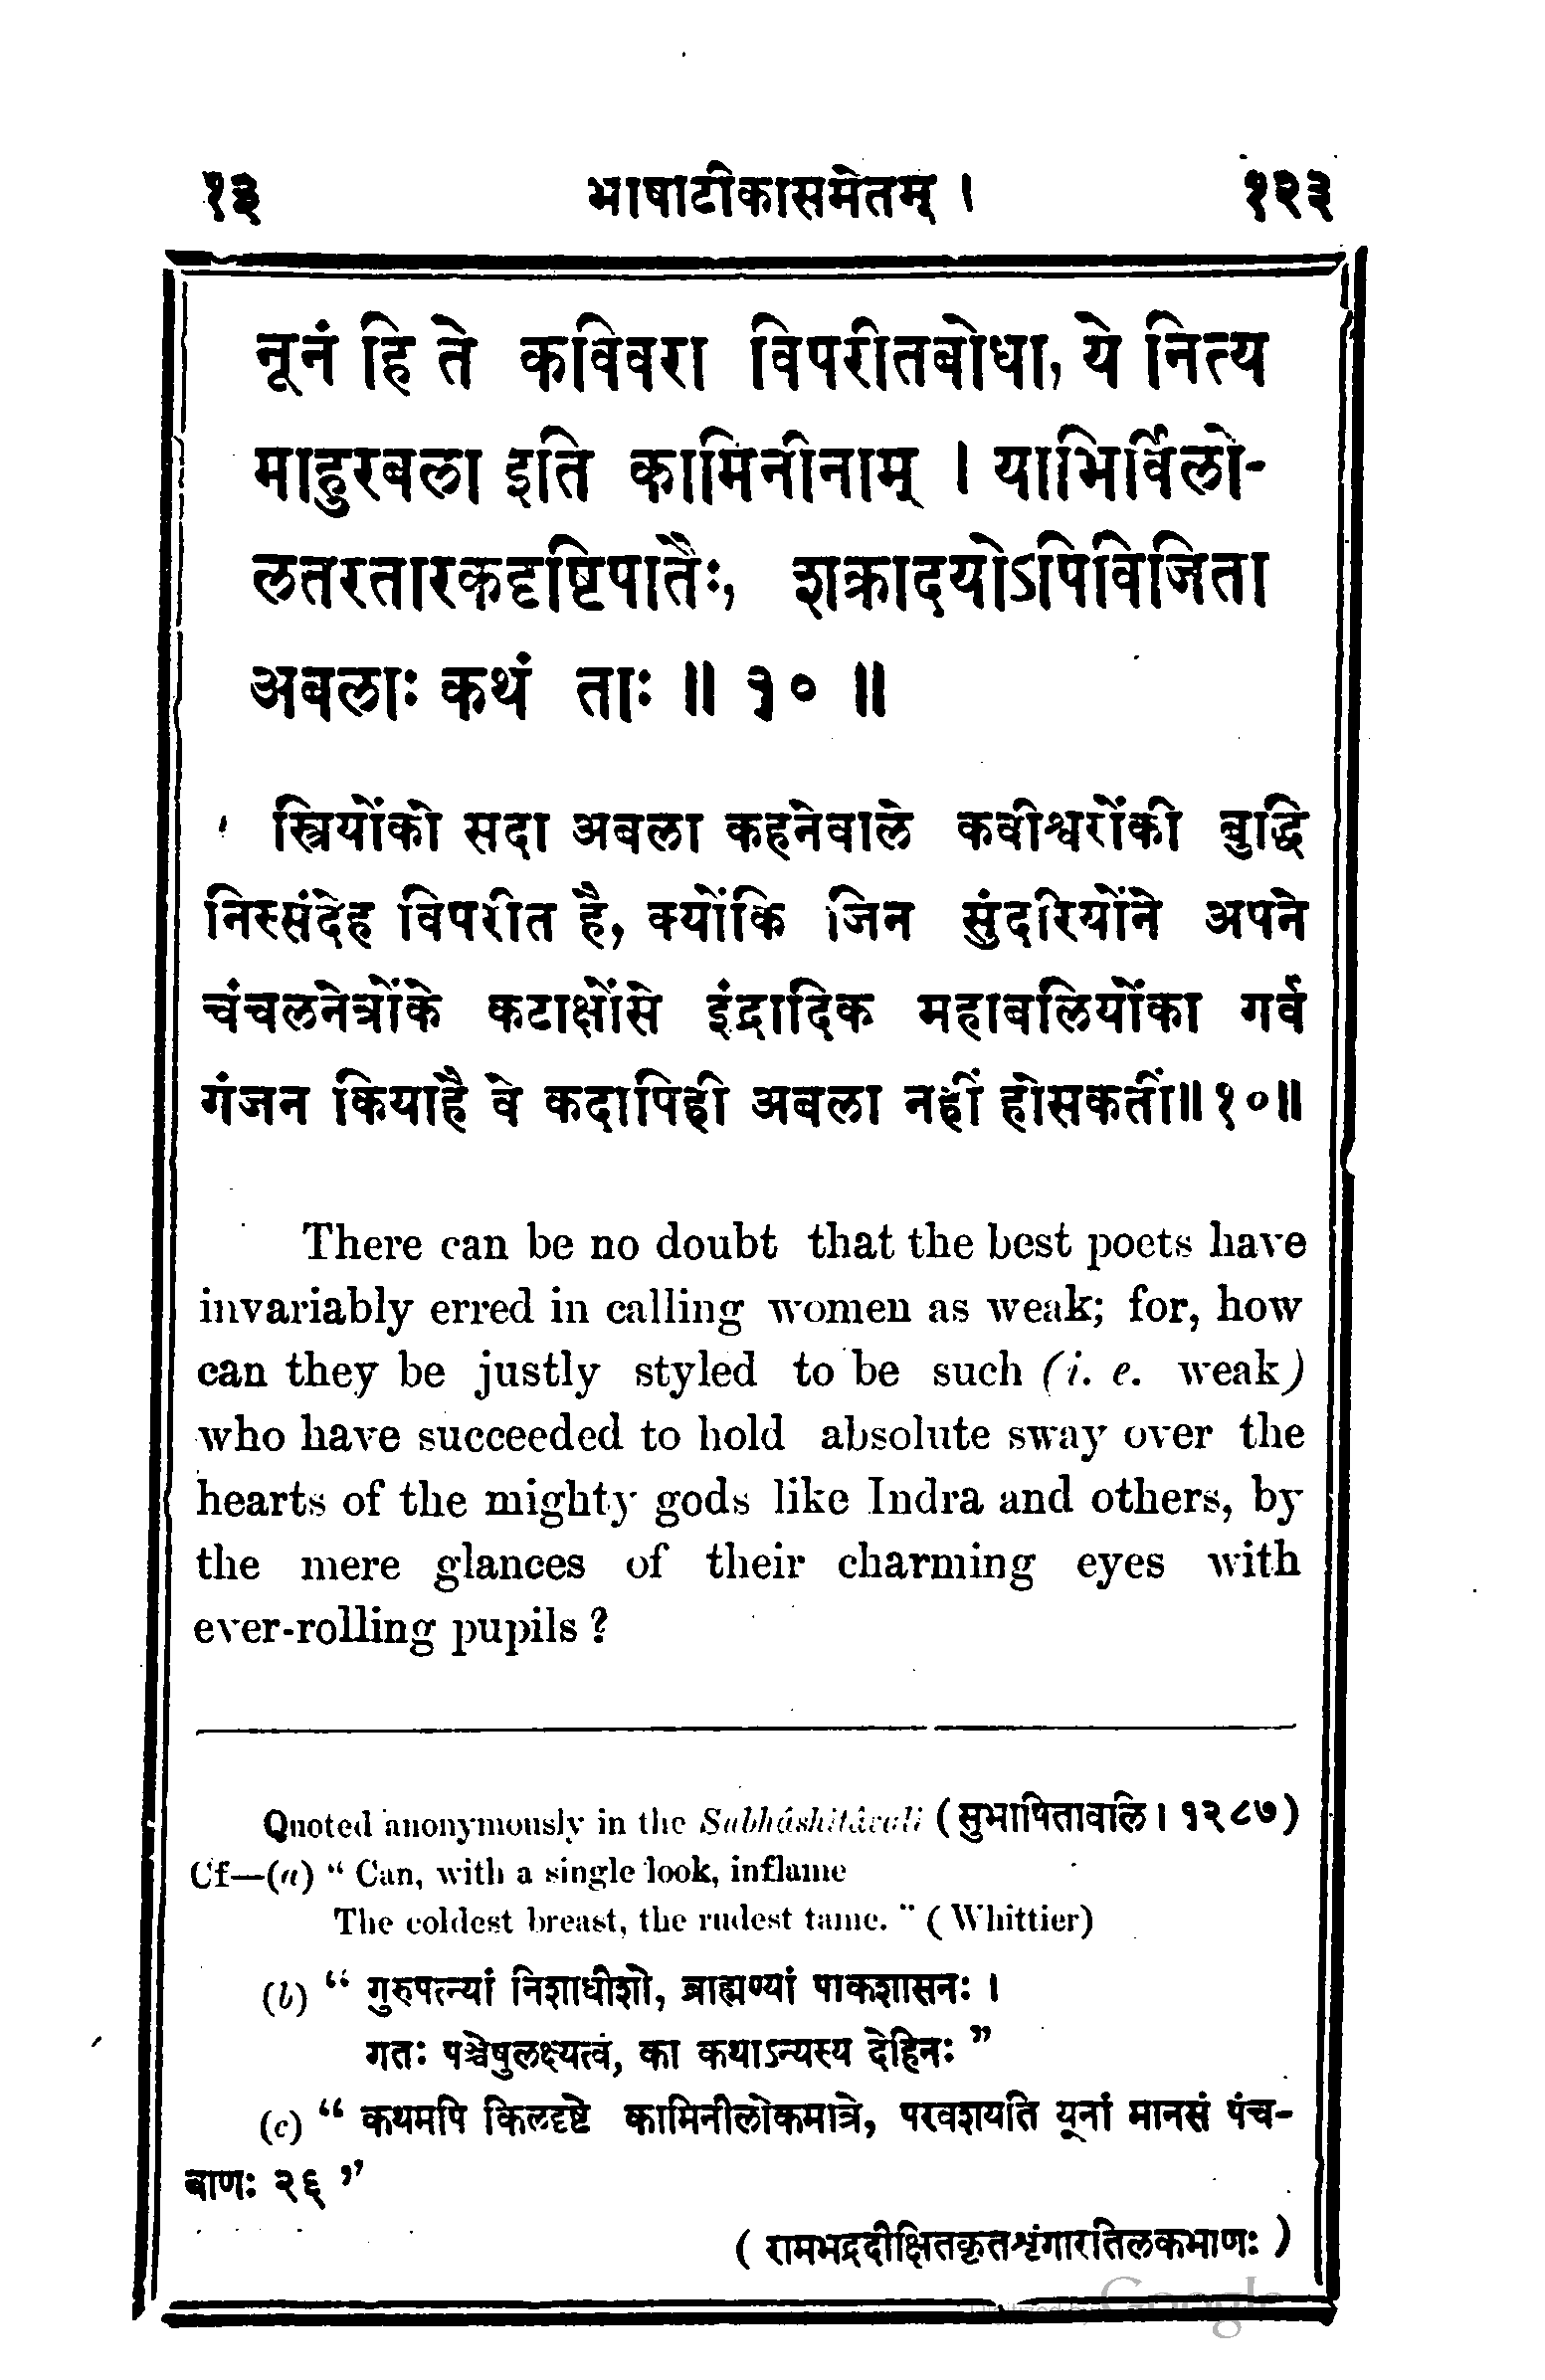 १३ भाषाटीकासमेतम् । १२३
नूनं हि ते कविवरा विपरीतबोधा, ये नित्य
माहुरबला इति कामिनीनाम् । याभिर्विलो-
लतरतारकदृष्टिपातैः, शक्रादयोऽपिविजिता
अबलाः कथं ताः ॥ १० ॥
स्त्रियोंको सदा अबला कहनेवाले कवीश्वरोंकी बुद्धि
निस्संदेह विपरीत है, क्योंकि जिन सुंदरियोंने अपने
चंचलनेत्रोंके कटाक्षोंसे इंद्रादिक महाबलियोंका गर्व
गंजन कियाहै वे कदापिही अबला नहीं होसकतीं॥१०॥
There can be no doubt that the best poets have
invariably erred in calling women as weak; for, how
can they be justly styled to be such (i. e. weak)
who have succeeded to hold absolute sway over the
hearts of the mighty gods like Indra and others, by
the mere glances of their charming eyes with
ever-rolling pupils ?
Quoted anonymously in the Subhâshitâvali (सुभाषितावलि । १२८७)
Cf—(a) “ Can, with a single look, inflame
The coldest breast, the rudest tame. ” ( Whittier)
(b) “ गुरुपत्न्यां निशाधीशो, ब्राह्मण्यां पाकशासनः ।
गतः पञ्चेषुलक्ष्यत्वं, का कथाऽन्यस्य देहिनः ”
(c) “ कथमपि किलदृष्टे कामिनीलोकमात्रे, परवशयति यूनां मानसं पंच-
बाणः २६ ”
( रामभद्रदीक्षितकृतशृंगारतिलकभाणः )
Digitized by Google